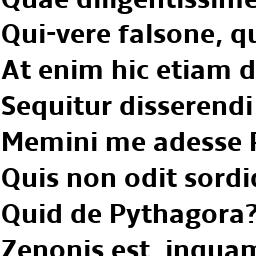 Quae diligentissime
Qui-vere falsone, qu
At enim hic etiam d
Sequitur disserendi
Memini me adesse P
Quis non odit sordid
Quid de Pythagora?
Zenonis est, inquam